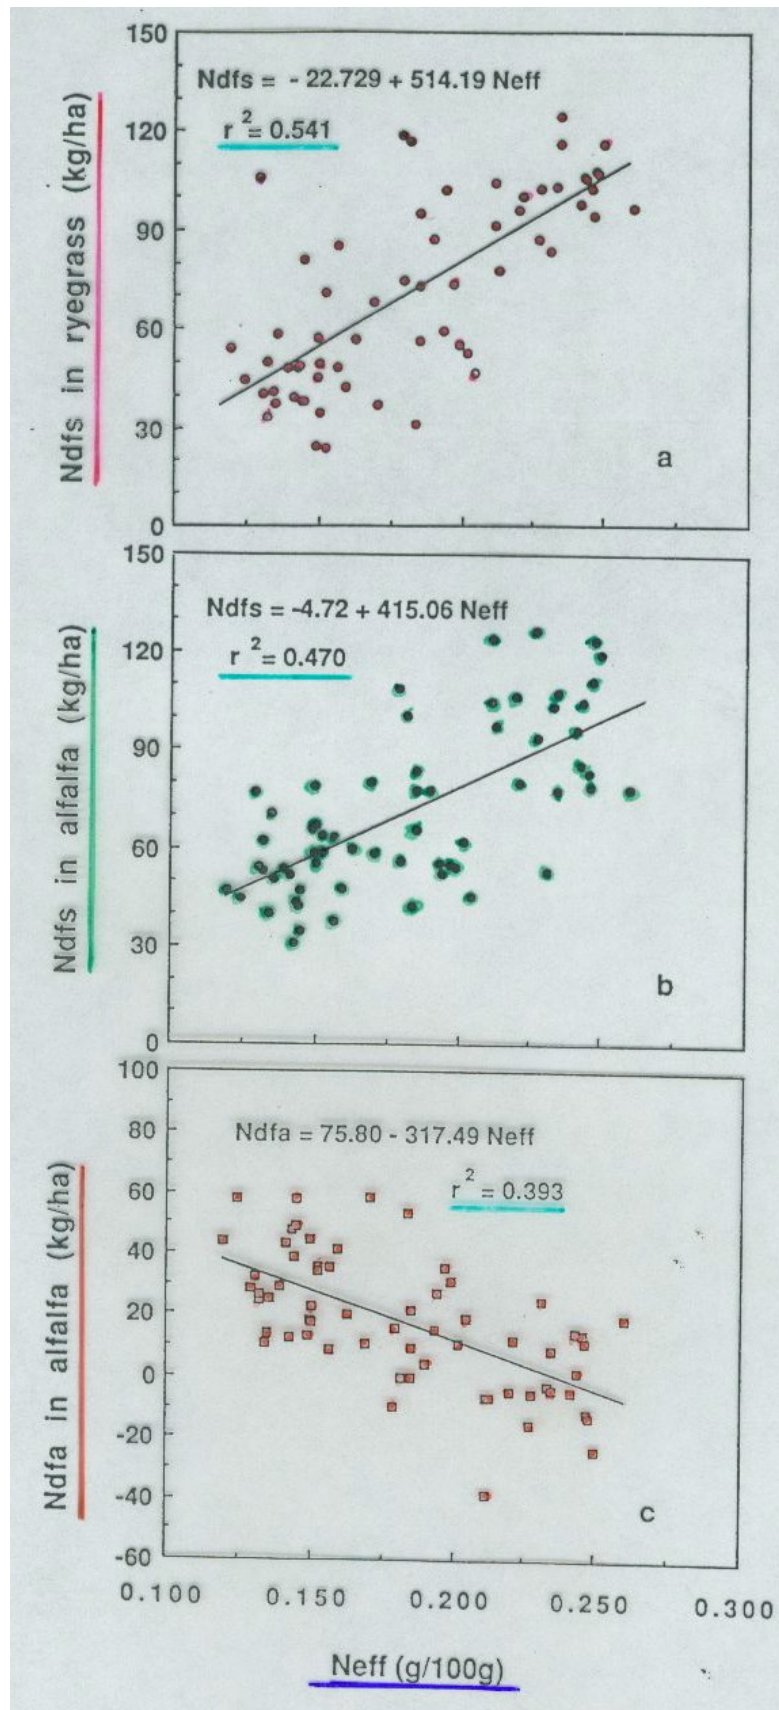 150
Ndfs = - 22.729 + 514.19 Neff
r 2 = 0.541
120
90
60
30
0
Ndfs in ryegrass (kg/ha)
a
150
Ndfs = -4.72 + 415.06 Neff
r 2 = 0.470
120
90
60
30
0
Ndfs in alfalfa (kg/ha)
b
100
80
Ndfa = 75.80 - 317.49 Neff
r 2 = 0.393
60
40
20
0
-20
-40
-60
Ndfa in alfalfa (kg/ha)
c
0.100 0.150 0.200 0.250 0.300
Neff (g/100g)